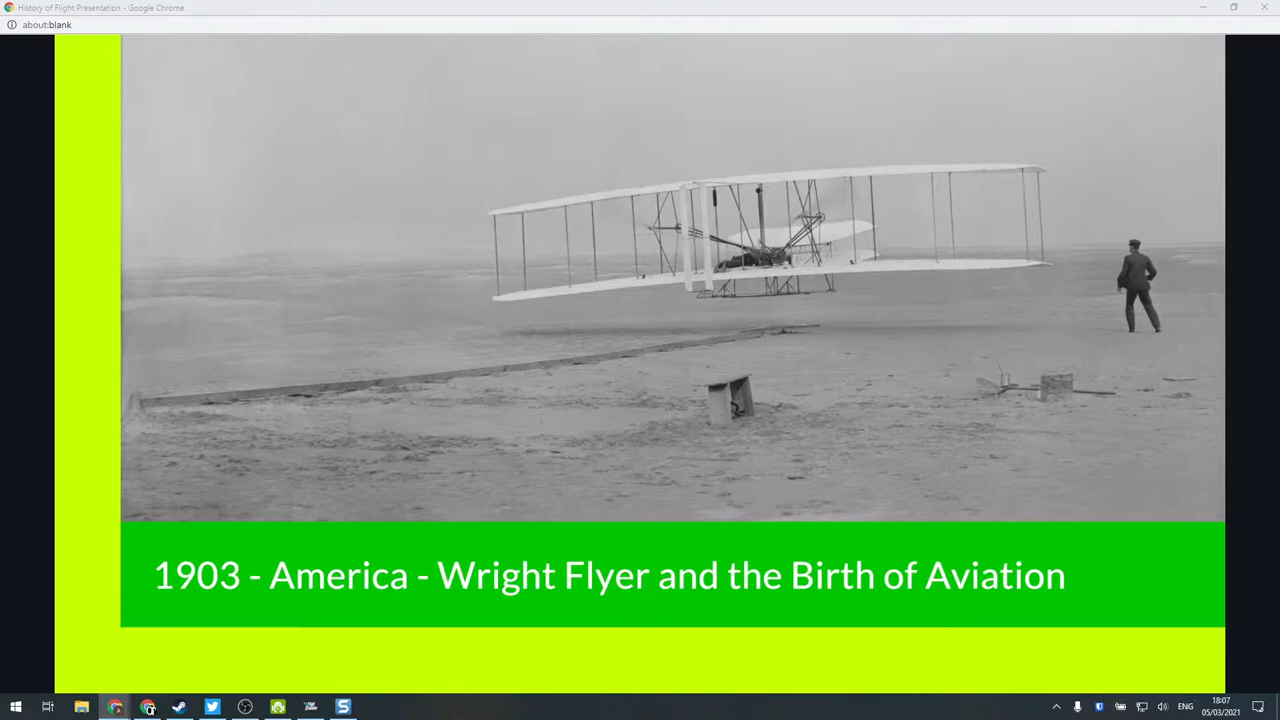 History of Flight Presentation - Google Chrome
about:blank
1903 - America - Wright Flyer and the Birth of Aviation
ENG
18:07
05/03/2021